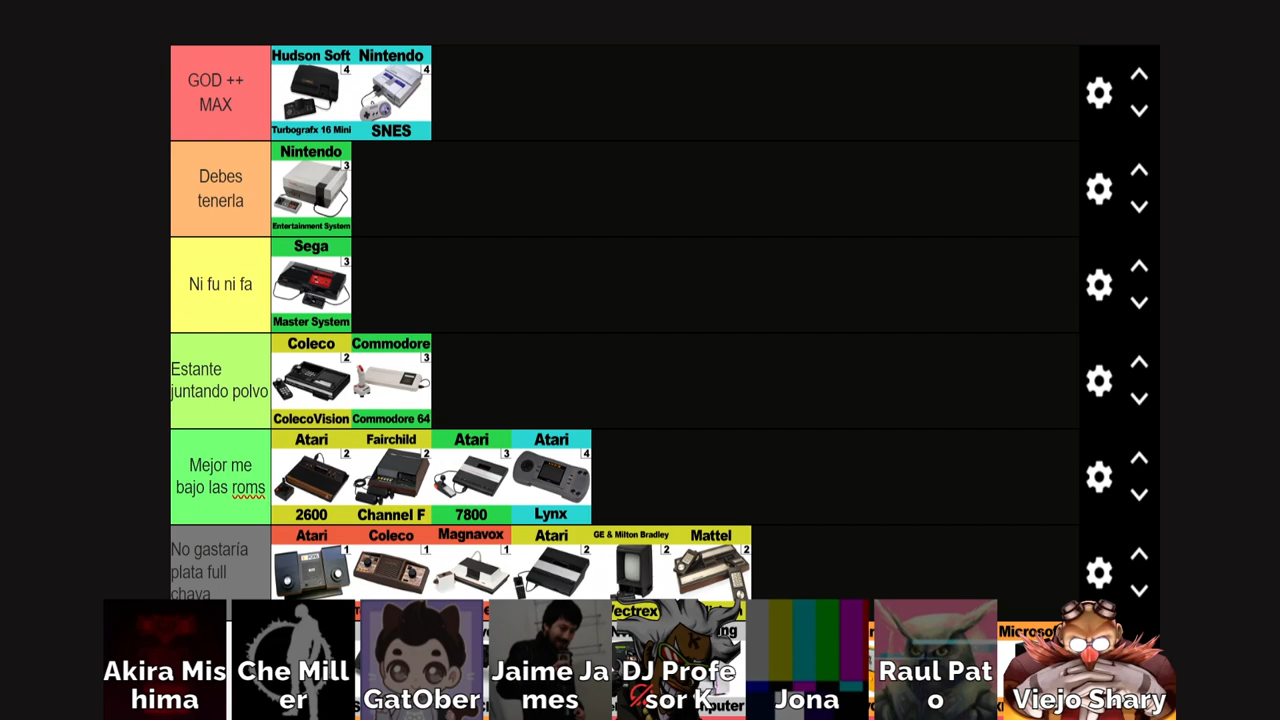 GOD ++
MAX
Hudson Soft
4
Turbografx 16 Mini
Nintendo
4
SNES
Debes
tenerla
Nintendo
3
Entertainment System
Ni fu ni fa
Sega
3
Master System
Estante
juntando polvo
Coleco
2
ColecoVision
Commodore
3
Commodore 64
Mejor me
bajo las roms
Atari
2
2600
Fairchild
2
Channel F
Atari
3
7800
Atari
4
Lynx
No gastaría
plata full
chava
Atari
1
Coleco
1
Magnavox
1
Atari
2
GE & Milton Bradley
2
Vectrex
Mattel
2
Akira Mis
hima
Che Mill
er
GatOber
Jaime Ja
mes
DJ Profe
sor K
Jona
Raul Pat
o
Viejo Shary